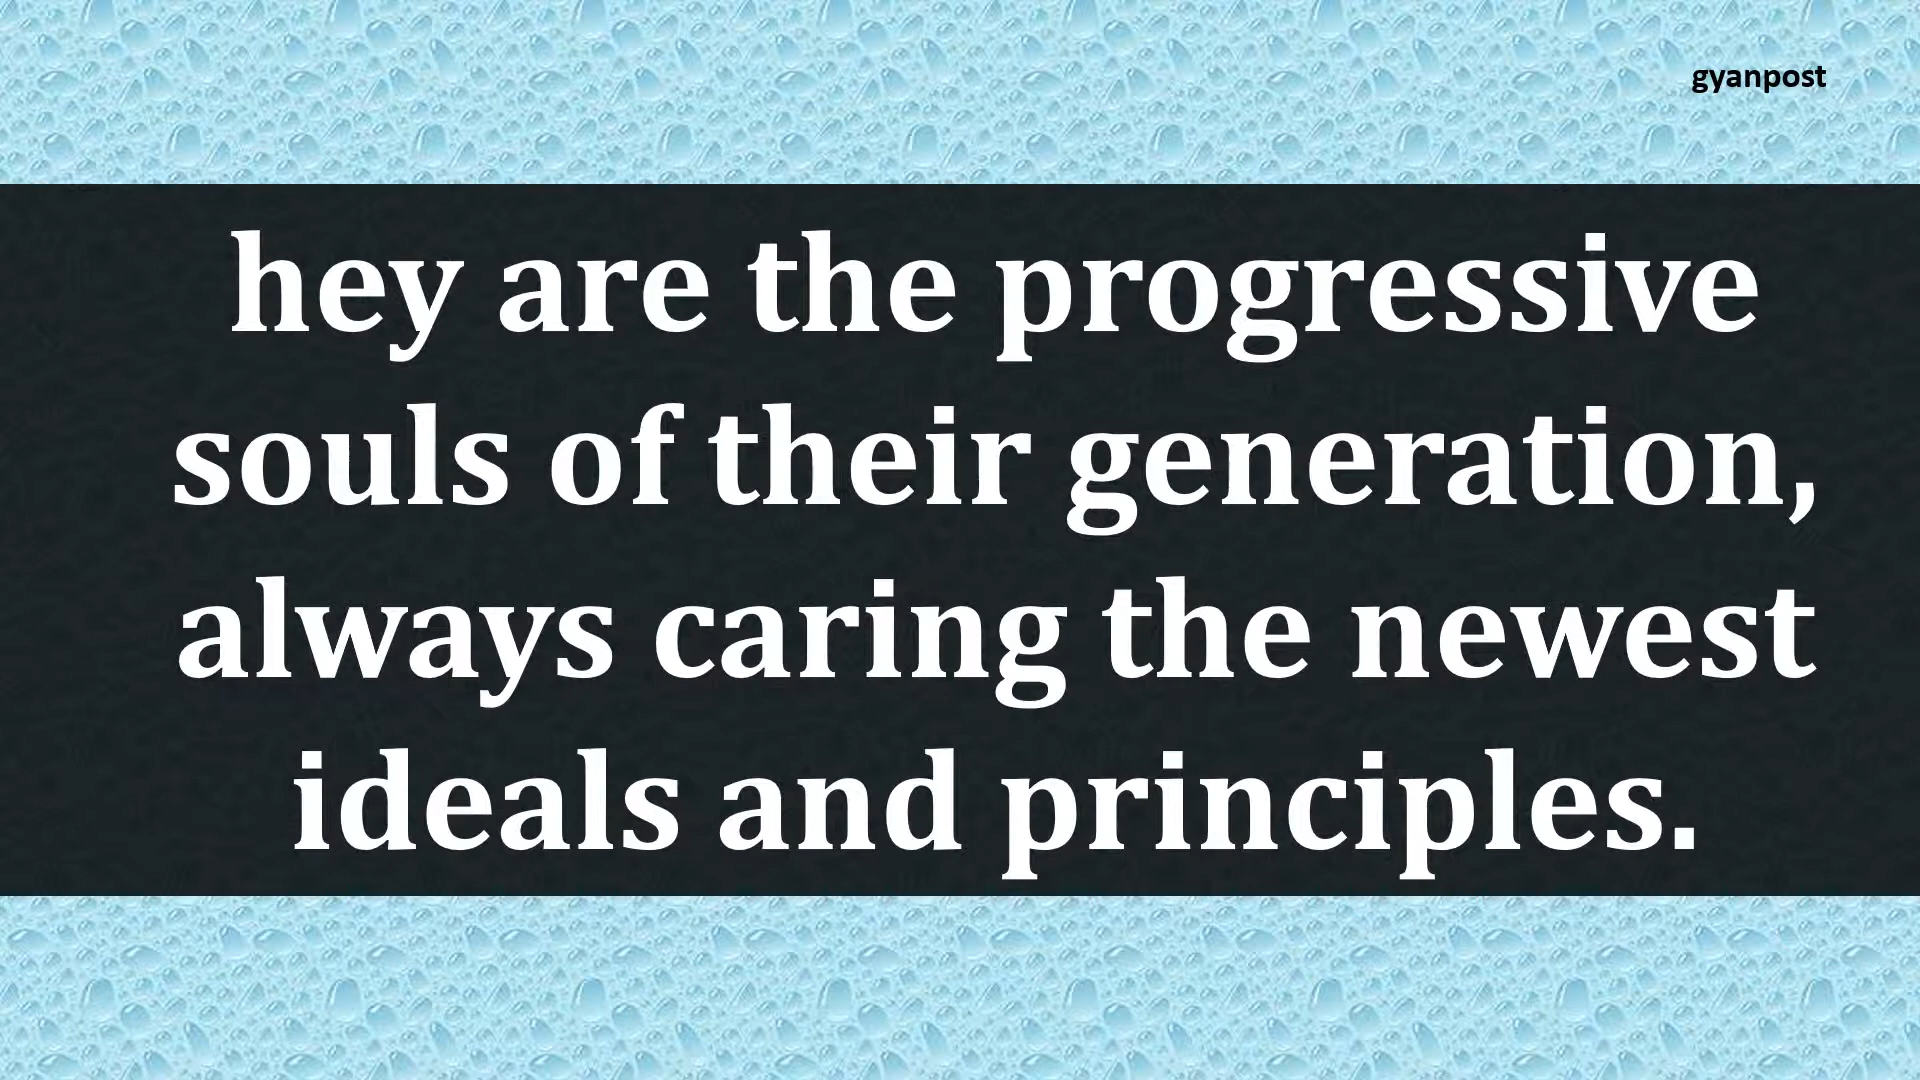 gyanpost
hey are the progressive
souls of their generation,
always caring the newest
ideals and principles.